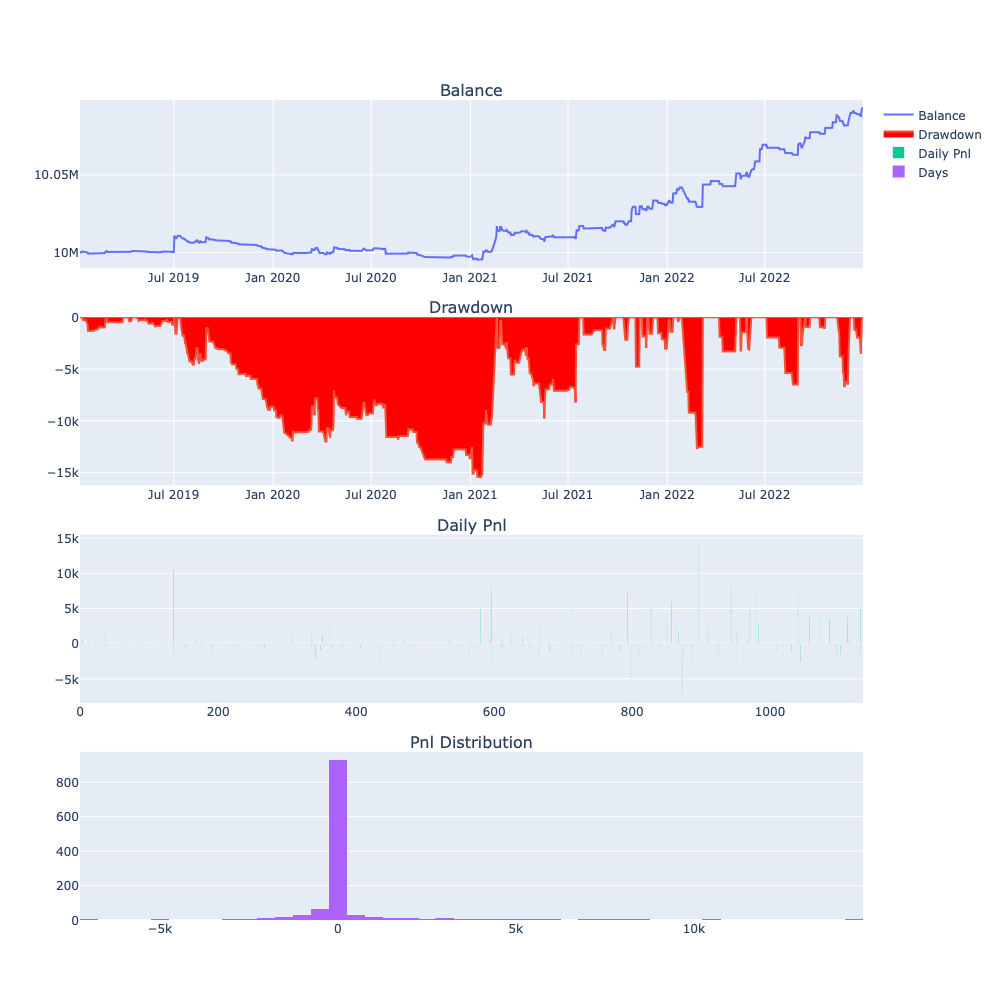 Balance
Balance
Drawdown
Daily Pnl
Days
10.05M
10M
Jul 2019 Jan 2020 Jul 2020 Jan 2021 Jul 2021 Jan 2022 Jul 2022
Drawdown
0
−5k
−10k
−15k
Jul 2019 Jan 2020 Jul 2020 Jan 2021 Jul 2021 Jan 2022 Jul 2022
Daily Pnl
15k
10k
5k
0
−5k
0 200 400 600 800 1000
Pnl Distribution
800
600
400
200
0
−5k 0 5k 10k